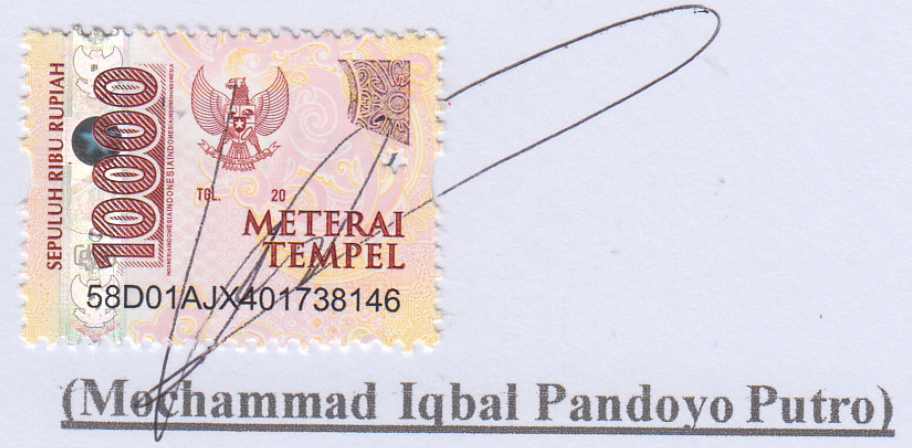 SEPULUH RIBU RUPIAH
10000
TGL. 20
METERAI
TEMPEL
58D01AJX401738146
(Mochammad Iqbal Pandoyo Putro)